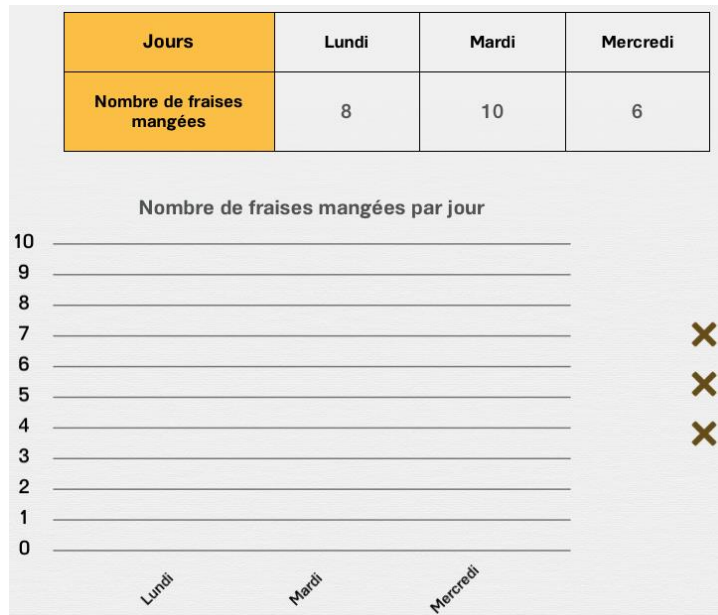 Jours Lundi Mardi Mercredi
Nombre de fraises
mangées 8 10 6
Nombre de fraises mangées par jour
10
9
8
7
6
5
4
3
2
1
0
Lundi Mardi Mercredi